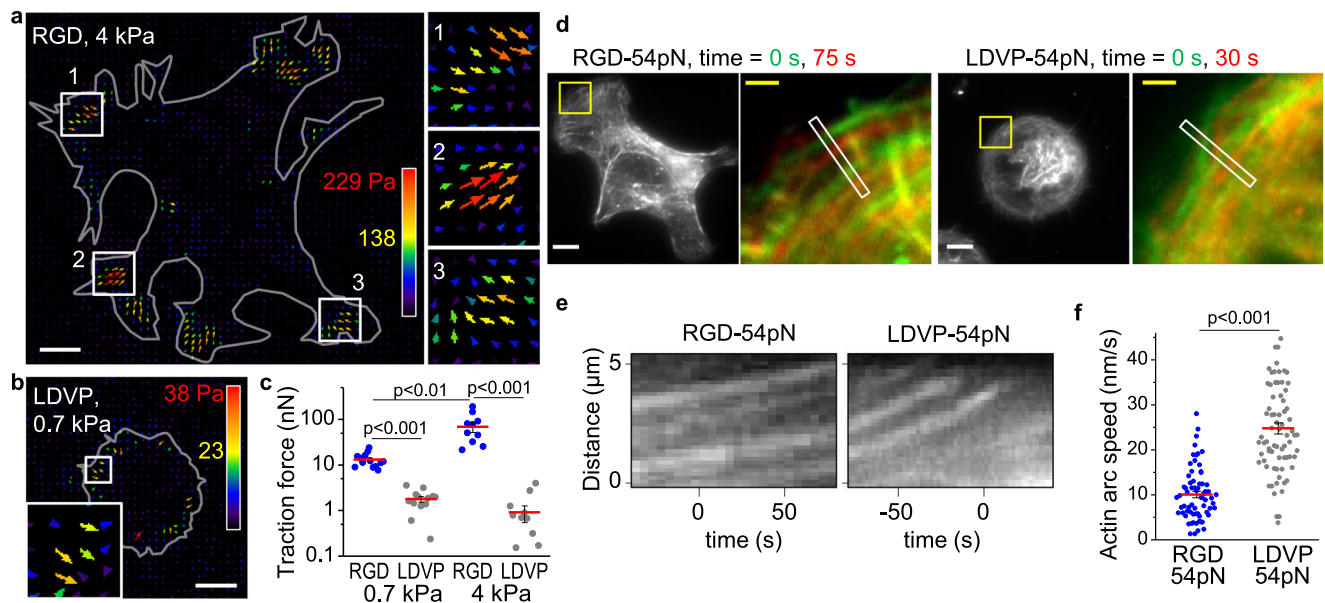 a
RGD, 4 kPa
1
2
3
229 Pa
138
1
2
3
b
LDVP,
0.7 kPa
38 Pa
23
c
Traction force (nN)
100
10
1
0.1
p<0.01
p<0.001
p<0.001
RGD LDVP RGD LDVP
0.7 kPa 4 kPa
d
RGD-54pN, time = 0 s, 75 s
LDVP-54pN, time = 0 s, 30 s
e
RGD-54pN LDVP-54pN
Distance (μm)
5
0
0 50 -50 0
time (s) time (s)
f
p<0.001
Actin arc speed (nm/s)
50
40
30
20
10
0
RGD LDVP
54pN 54pN